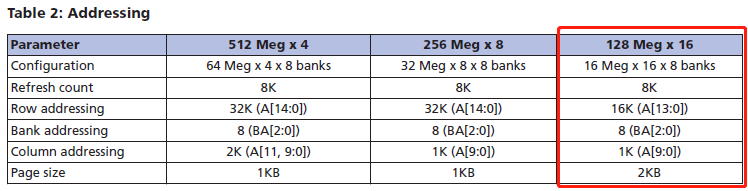 Table 2: Addressing
Parameter 512 Meg x 4 256 Meg x 8 128 Meg x 16
Configuration 64 Meg x 4 x 8 banks 32 Meg x 8 x 8 banks 16 Meg x 16 x 8 banks
Refresh count 8K 8K 8K
Row addressing 32K (A[14:0]) 32K (A[14:0]) 16K (A[13:0])
Bank addressing 8 (BA[2:0]) 8 (BA[2:0]) 8 (BA[2:0])
Column addressing 2K (A[11, 9:0]) 1K (A[9:0]) 1K (A[9:0])
Page size 1KB 1KB 2KB